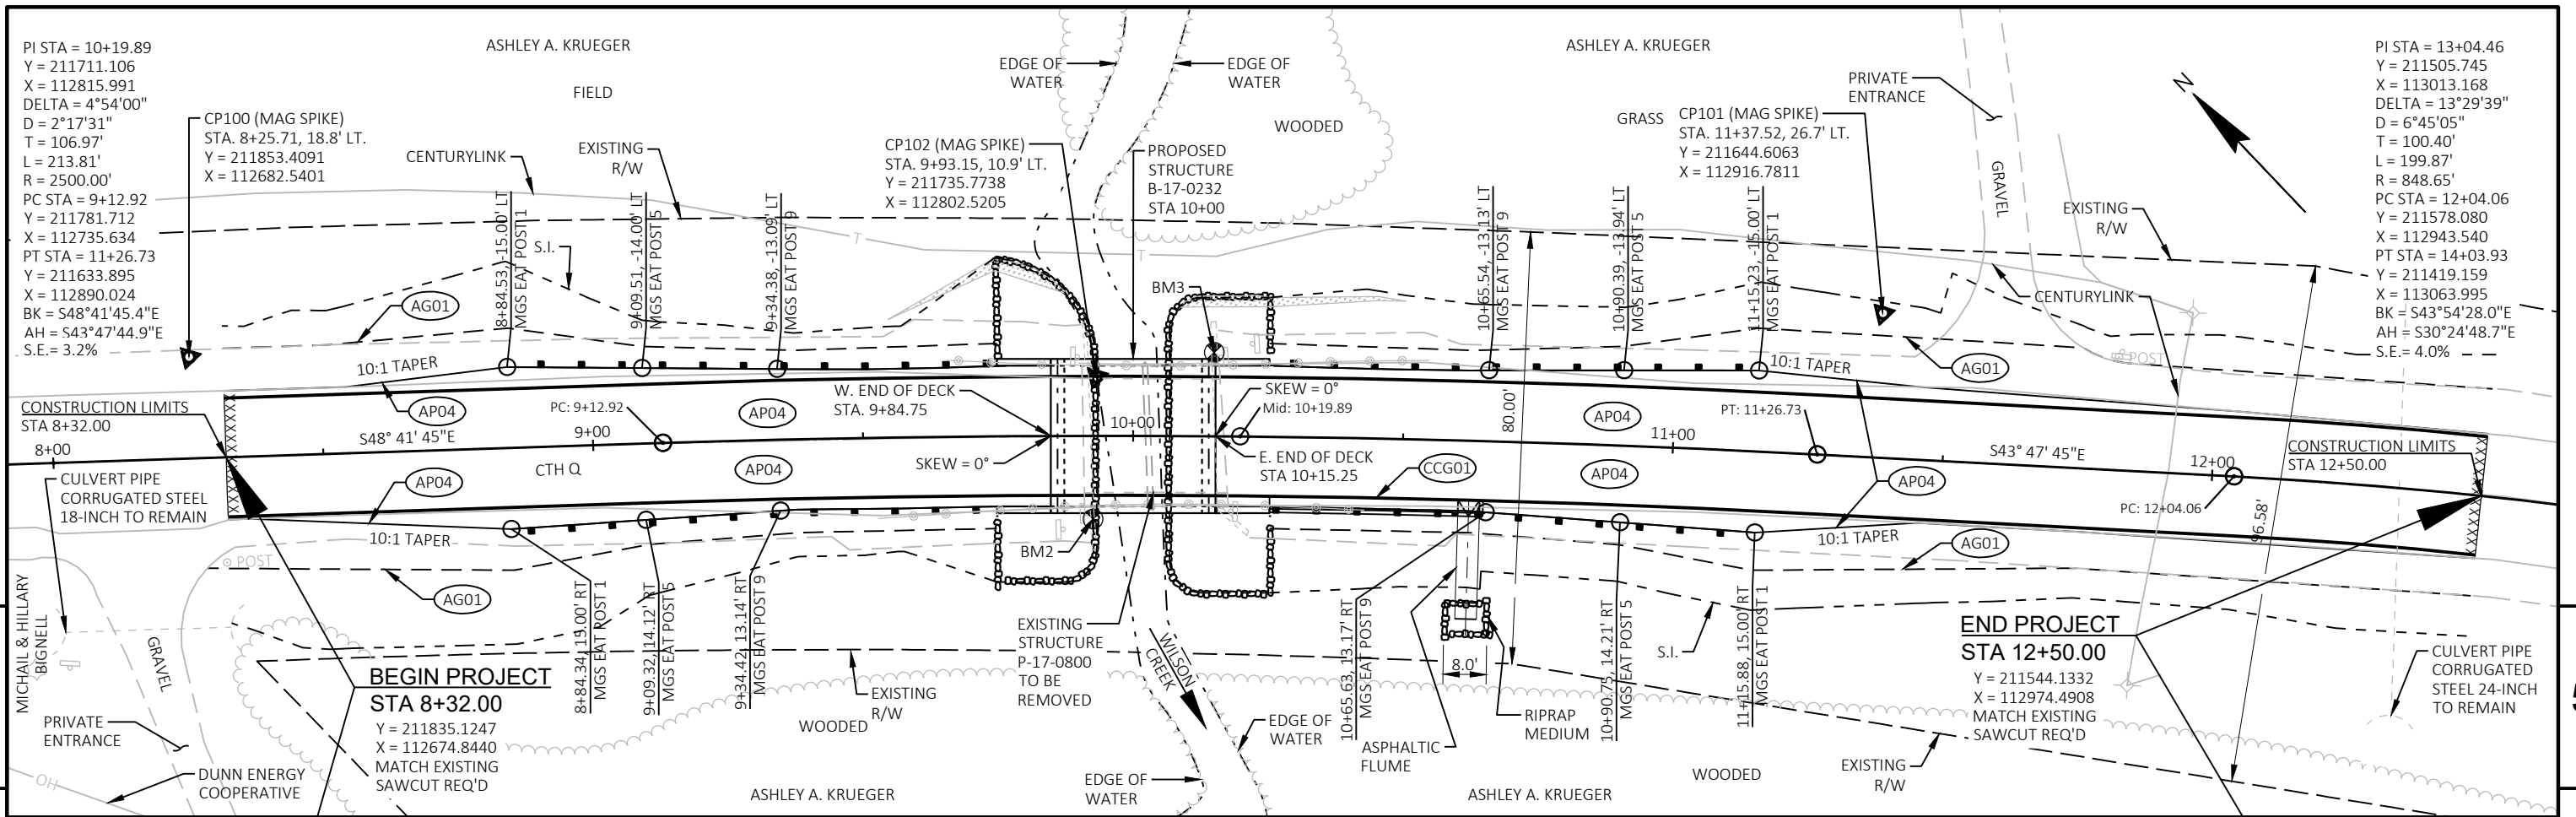 PI STA = 10+19.89
Y = 211711.106
X = 112815.991
DELTA = 4°54'00"
D = 2°17'31"
T = 106.97'
L = 213.81'
R = 2500.00'
PC STA = 9+12.92
Y = 211781.712
X = 112735.634
PT STA = 11+26.73
Y = 211633.895
X = 112890.024
BK = S48°41'45.4"E
AH = S43°47'44.9"E
S.E.= 3.2%
CP100 (MAG SPIKE)
STA. 8+25.71, 18.8' LT.
Y = 211853.4091
X = 112682.5401
ASHLEY A. KRUEGER
FIELD
CENTURYLINK
EXISTING
R/W
S.I.
8+84.53, -15.00' LT
MGS EAT POST 1
9+09.51, -14.00' LT
MGS EAT POST 5
9+34.38, -13.09' LT
MGS EAT POST 9
CP102 (MAG SPIKE)
STA. 9+93.15, 10.9' LT.
Y = 211735.7738
X = 112802.5205
EDGE OF
WATER
EDGE OF
WATER
WOODED
PROPOSED
STRUCTURE
B-17-0232
STA 10+00
T
T
BM3
ASHLEY A. KRUEGER
GRASS
CP101 (MAG SPIKE)
STA. 11+37.52, 26.7' LT.
Y = 211644.6063
X = 112916.7811
10+65.54, -13.13' LT
MGS EAT POST 9
10+90.39, -13.94' LT
MGS EAT POST 5
11+15.23, -15.00' LT
MGS EAT POST 1
PRIVATE
ENTRANCE
GRAVEL
N
EXISTING
R/W
CENTURYLINK
PI STA = 13+04.46
Y = 211505.745
X = 113013.168
DELTA = 13°29'39"
D = 6°45'05"
T = 100.40'
L = 199.87'
R = 848.65'
PC STA = 12+04.06
Y = 211578.080
X = 112943.540
PT STA = 14+03.93
Y = 211419.159
X = 113063.995
BK = S43°54'28.0"E
AH = S30°24'48.7"E
S.E.= 4.0%
AG01
10:1 TAPER
AP04
AP04
PC: 9+12.92
W. END OF DECK
STA. 9+84.75
SKEW = 0°
Mid: 10+19.89
80.00'
AP04
PT: 11+26.73
10:1 TAPER
AG01
POST
CONSTRUCTION LIMITS
STA 8+32.00
8+00
S48° 41' 45"E
9+00
10+00
11+00
S43° 47' 45"E
12+00
CONSTRUCTION LIMITS
STA 12+50.00
CTH Q
AP04
AP04
SKEW = 0°
E. END OF DECK
STA 10+15.25
CCG01
AP04
AP04
PC: 12+04.06
96.58'
CULVERT PIPE
CORRUGATED STEEL
18-INCH TO REMAIN
10:1 TAPER
POST
AG01
BM2
10:1 TAPER
AG01
MICHAIL & HILLARY
BIGNELL
GRAVEL
PRIVATE
ENTRANCE
DUNN ENERGY
COOPERATIVE
OH
BEGIN PROJECT
STA 8+32.00
Y = 211835.1247
X = 112674.8440
MATCH EXISTING
SAWCUT REQ'D
8+84.34, 15.00' RT
MGS EAT POST 1
9+09.32, 14.12' RT
MGS EAT POST 5
9+34.42, 13.14' RT
MGS EAT POST 9
EXISTING
R/W
WOODED
ASHLEY A. KRUEGER
EXISTING
STRUCTURE
P-17-0800
TO BE
REMOVED
WILSON
CREEK
EDGE OF
WATER
EDGE OF
WATER
10+65.63, 13.17' RT
MGS EAT POST 9
ASPHALTIC
FLUME
8.0'
RIPRAP
MEDIUM
10+90.75, 14.21' RT
MGS EAT POST 5
S.I.
11+15.88, 15.00' RT
MGS EAT POST 1
WOODED
ASHLEY A. KRUEGER
EXISTING
R/W
END PROJECT
STA 12+50.00
Y = 211544.1332
X = 112974.4908
MATCH EXISTING
SAWCUT REQ'D
CULVERT PIPE
CORRUGATED
STEEL 24-INCH
TO REMAIN